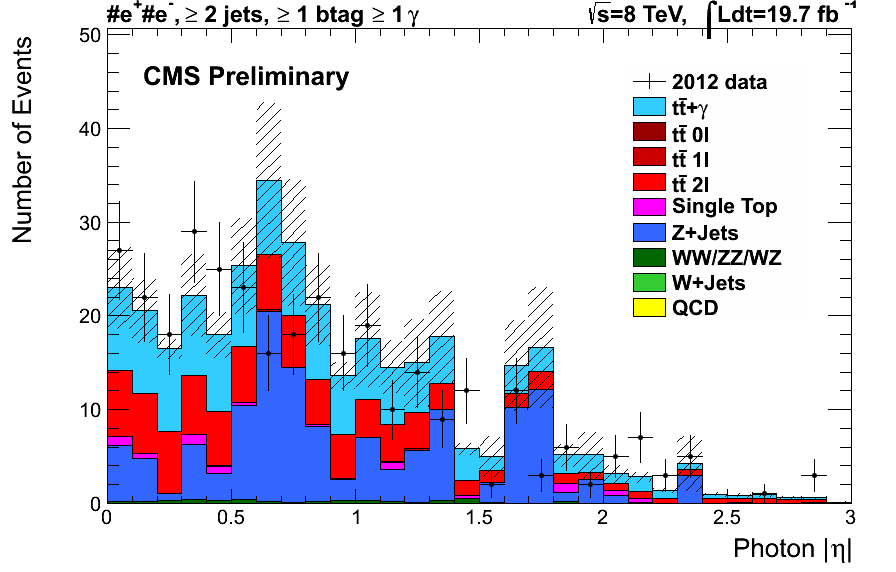 #e⁺#e⁻, ≥ 2 jets, ≥ 1 btag ≥ 1 γ
√s=8 TeV, ∫Ldt=19.7 fb⁻¹
CMS Preliminary
2012 data
tt̄+γ
tt̄ 0l
tt̄ 1l
tt̄ 2l
Single Top
Z+Jets
WW/ZZ/WZ
W+Jets
QCD
Number of Events
50
40
30
20
10
0
0 0.5 1 1.5 2 2.5 3
Photon |η|